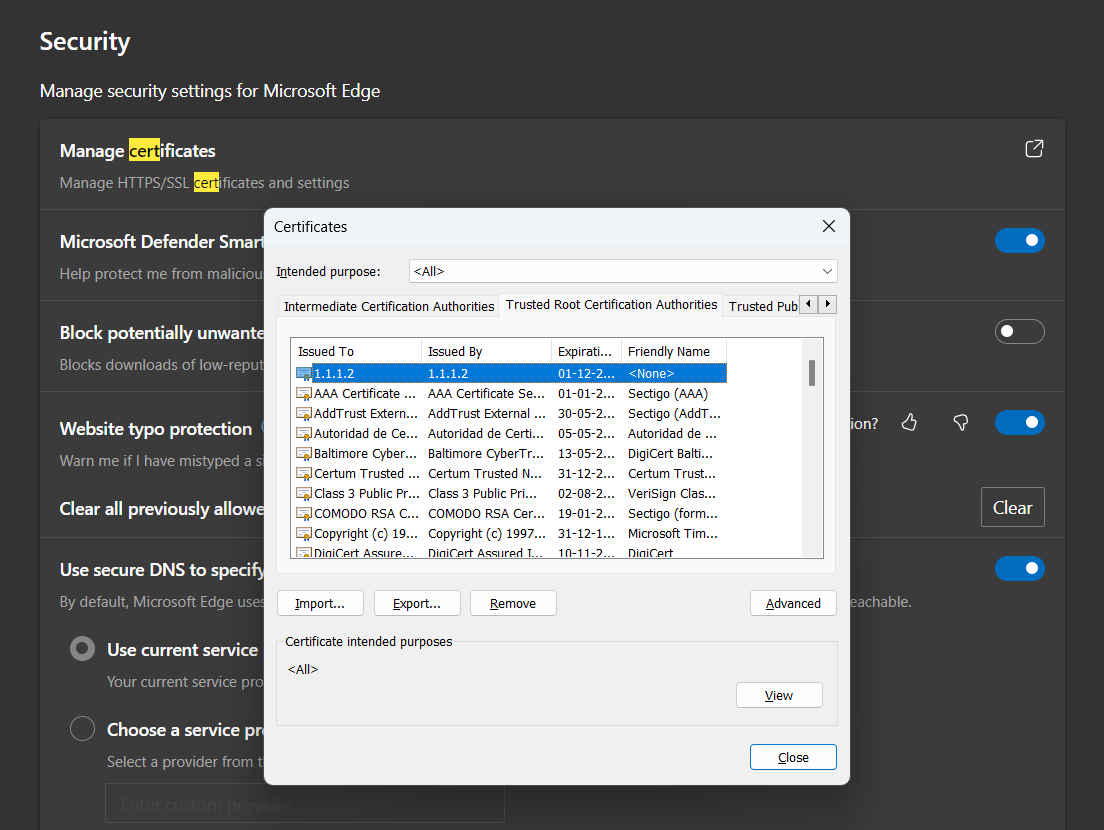 Security
Manage security settings for Microsoft Edge
Manage certificates
Manage HTTPS/SSL certificates and settings
Microsoft Defender Smart
Help protect me from maliciou
Block potentially unwante
Blocks downloads of low-reput
Website typo protection
ion?
Warn me if I have mistyped a si
Clear all previously allowe
Clear
Use secure DNS to specify
By default, Microsoft Edge uses
eachable.
Use current service
Your current service pro
Choose a service pro
Select a provider from t
Enter custom provider
Certificates
Intended purpose: <All>
Intermediate Certification Authorities Trusted Root Certification Authorities Trusted Pub
Issued To Issued By Expirati... Friendly Name
1.1.1.2 1.1.1.2 01-12-2... <None>
AAA Certificate ... AAA Certificate Se... 01-01-2... Sectigo (AAA)
AddTrust Extern... AddTrust External ... 30-05-2... Sectigo (AddT...
Autoridad de Ce... Autoridad de Certi... 05-05-2... Autoridad de ...
Baltimore Cyber... Baltimore CyberTr... 13-05-2... DigiCert Balti...
Certum Trusted ... Certum Trusted N... 31-12-2... Certum Trust...
Class 3 Public Pr... Class 3 Public Pri... 02-08-2... VeriSign Clas...
COMODO RSA C... COMODO RSA Cer... 19-01-2... Sectigo (form...
Copyright (c) 19... Copyright (c) 1997... 31-12-1... Microsoft Tim...
DigiCert Assure... DigiCert Assured I... 10-11-2... DigiCert
Import... Export... Remove Advanced
Certificate intended purposes
<All>
View
Close